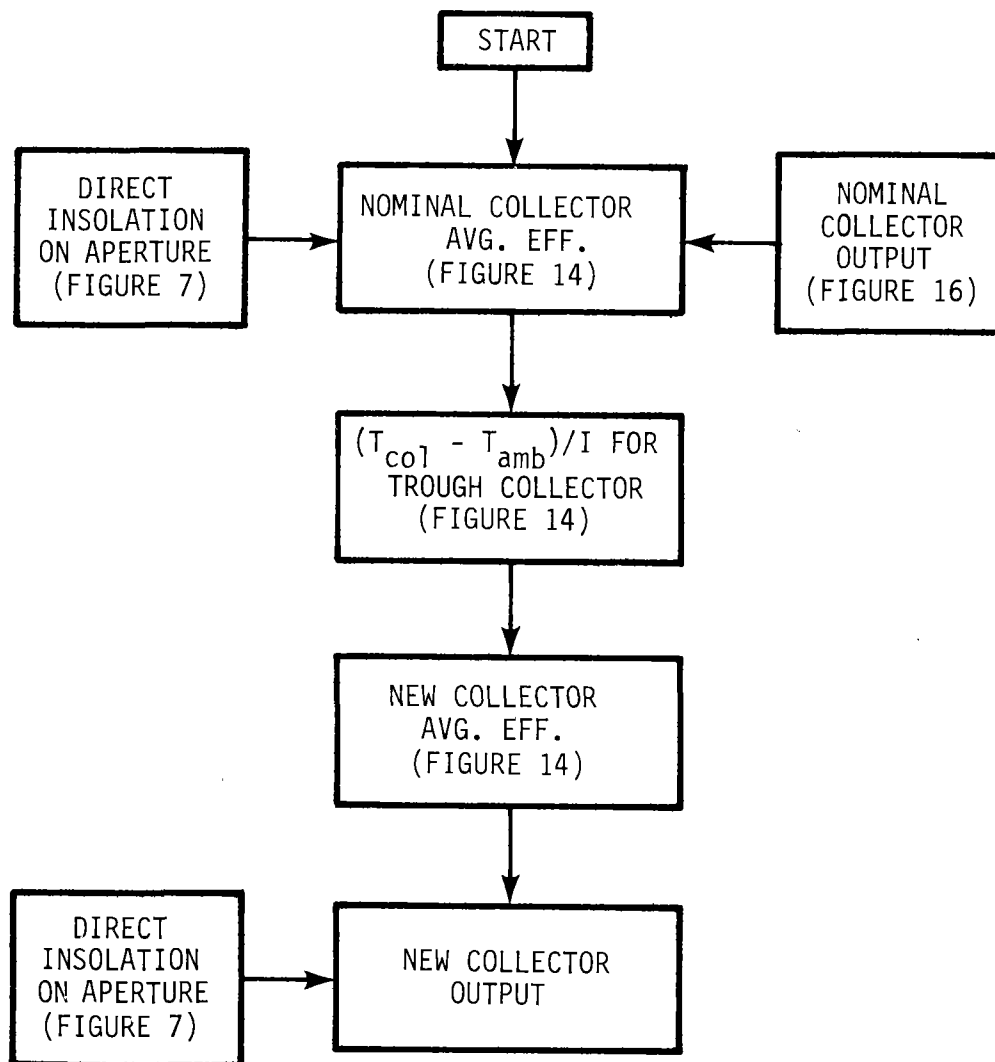 START
DIRECT
INSOLATION
ON APERTURE
(FIGURE 7)
NOMINAL COLLECTOR
AVG. EFF.
(FIGURE 14)
NOMINAL
COLLECTOR
OUTPUT
(FIGURE 16)
(T_col - T_amb)/I FOR
TROUGH COLLECTOR
(FIGURE 14)
NEW COLLECTOR
AVG. EFF.
(FIGURE 14)
DIRECT
INSOLATION
ON APERTURE
(FIGURE 7)
NEW COLLECTOR
OUTPUT